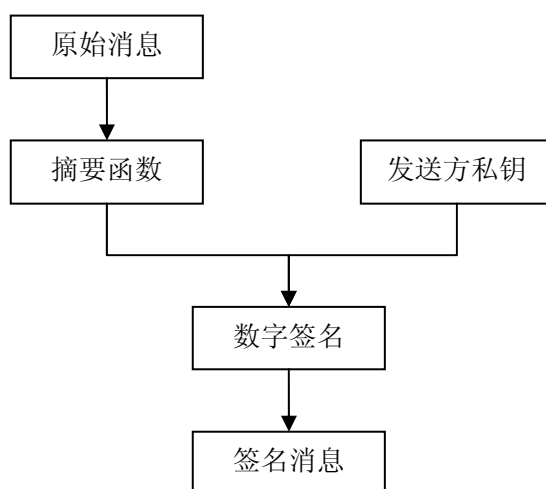 原始消息
摘要函数
发送方私钥
数字签名
签名消息